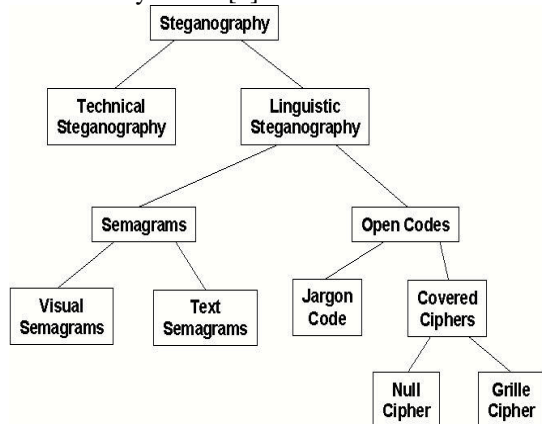 Steganography
Technical
Steganography
Linguistic
Steganography
Semagrams
Open Codes
Visual
Semagrams
Text
Semagrams
Jargon
Code
Covered
Ciphers
Null
Cipher
Grille
Cipher